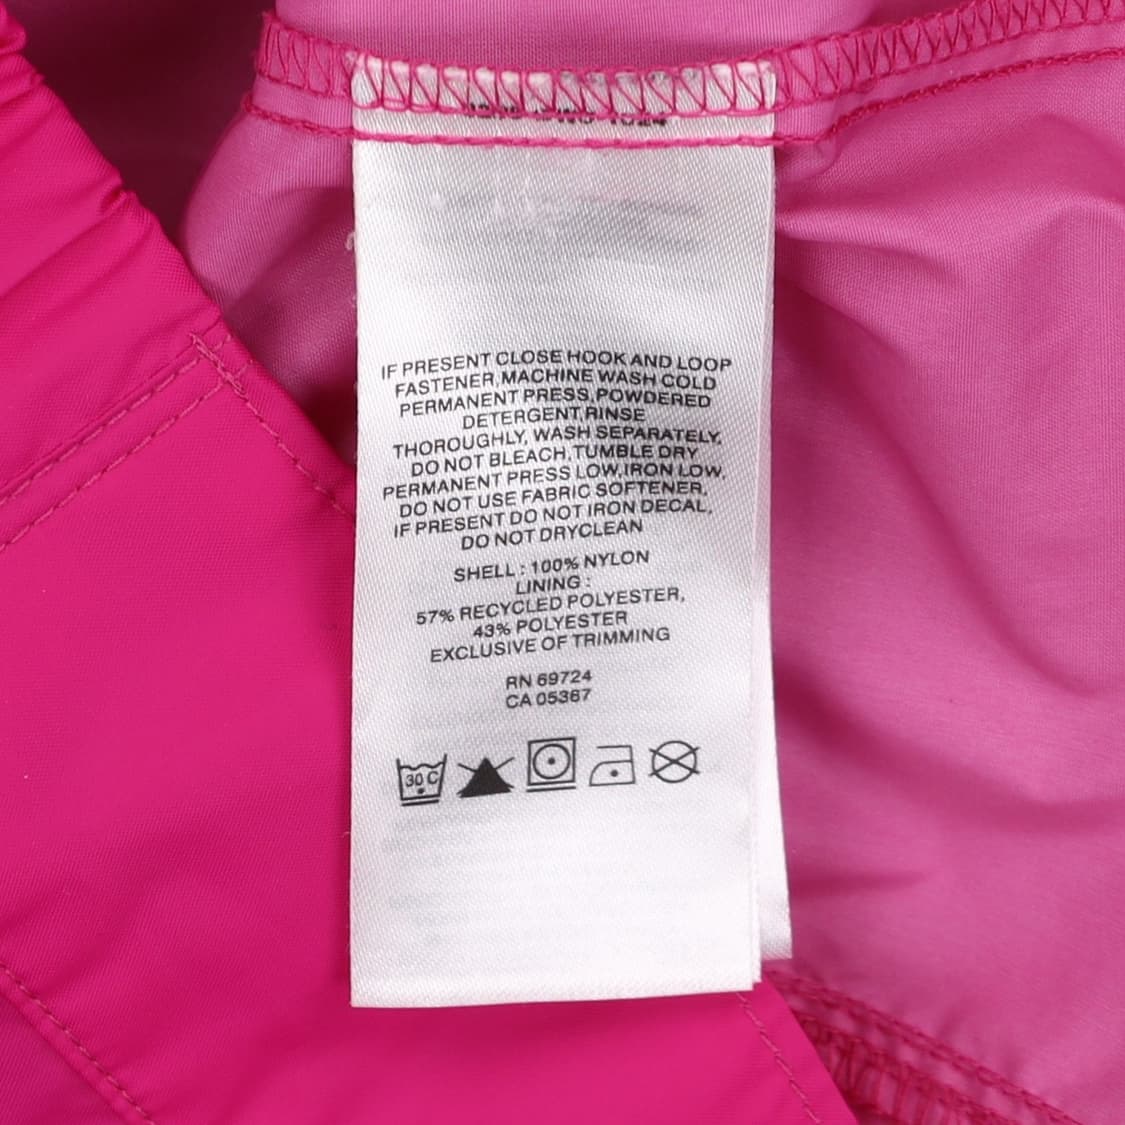 IF PRESENT CLOSE HOOK AND LOOP
FASTENER,MACHINE WASH COLD
PERMANENT PRESS,POWDERED
DETERGENT,RINSE
THOROUGHLY, WASH SEPARATELY,
DO NOT BLEACH,TUMBLE DRY
PERMANENT PRESS LOW,IRON LOW,
DO NOT USE FABRIC SOFTENER,
IF PRESENT DO NOT IRON DECAL,
DO NOT DRYCLEAN
SHELL : 100% NYLON
LINING :
57% RECYCLED POLYESTER,
43% POLYESTER
EXCLUSIVE OF TRIMMING
RN 69724
CA 05367
30 C